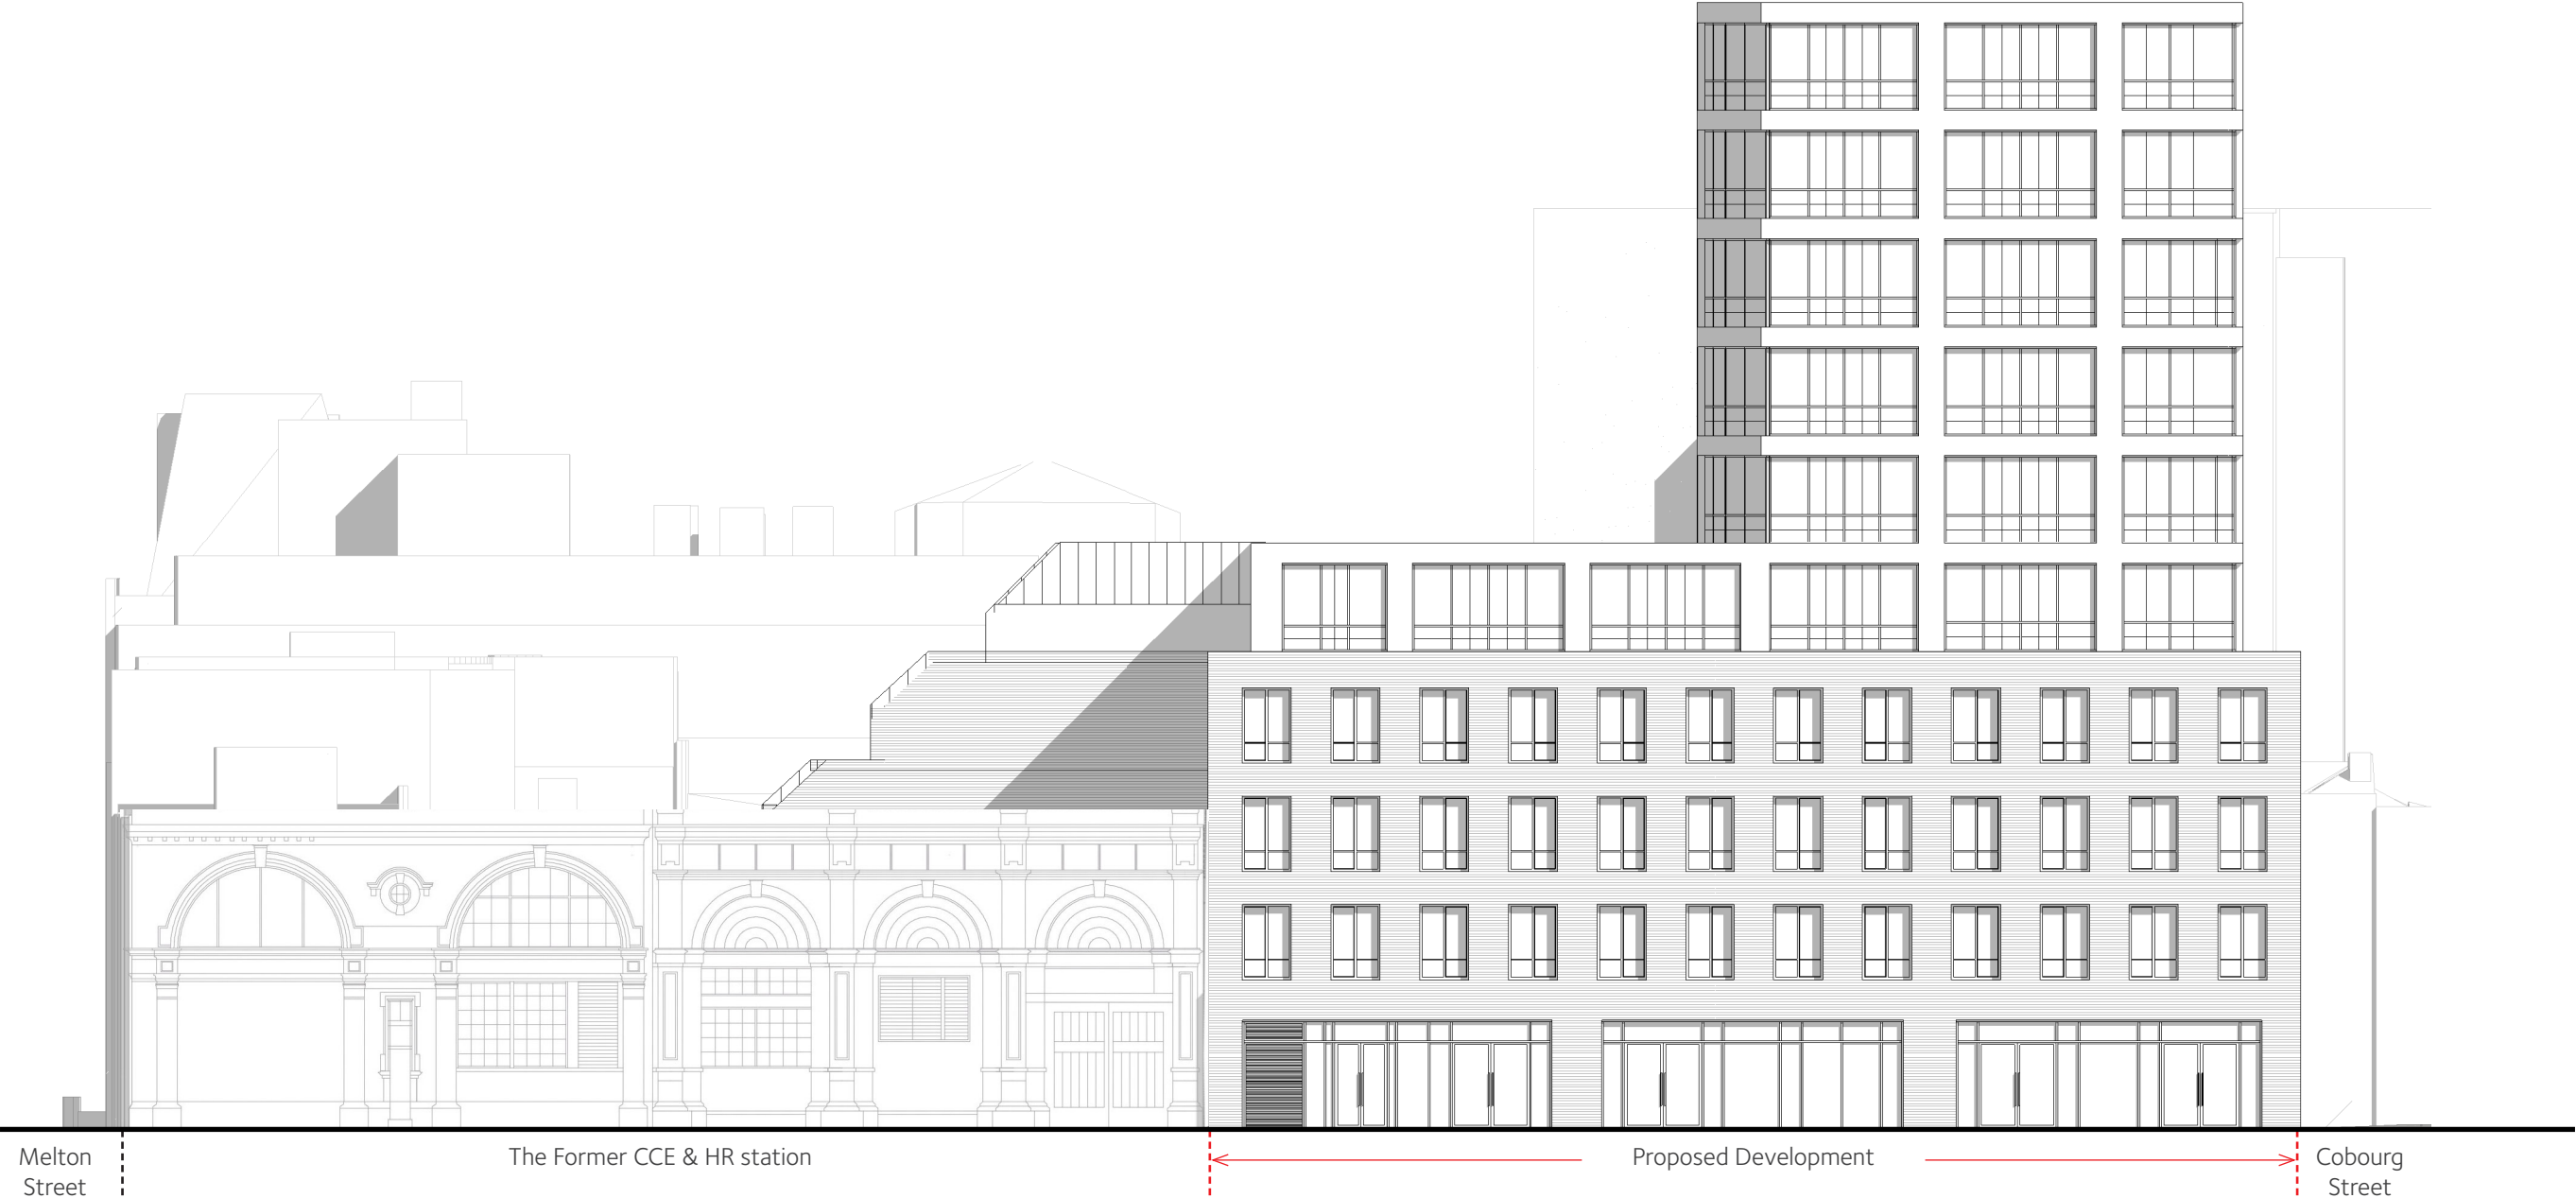 Melton
Street
The Former CCE & HR station
Proposed Development
Cobourg
Street